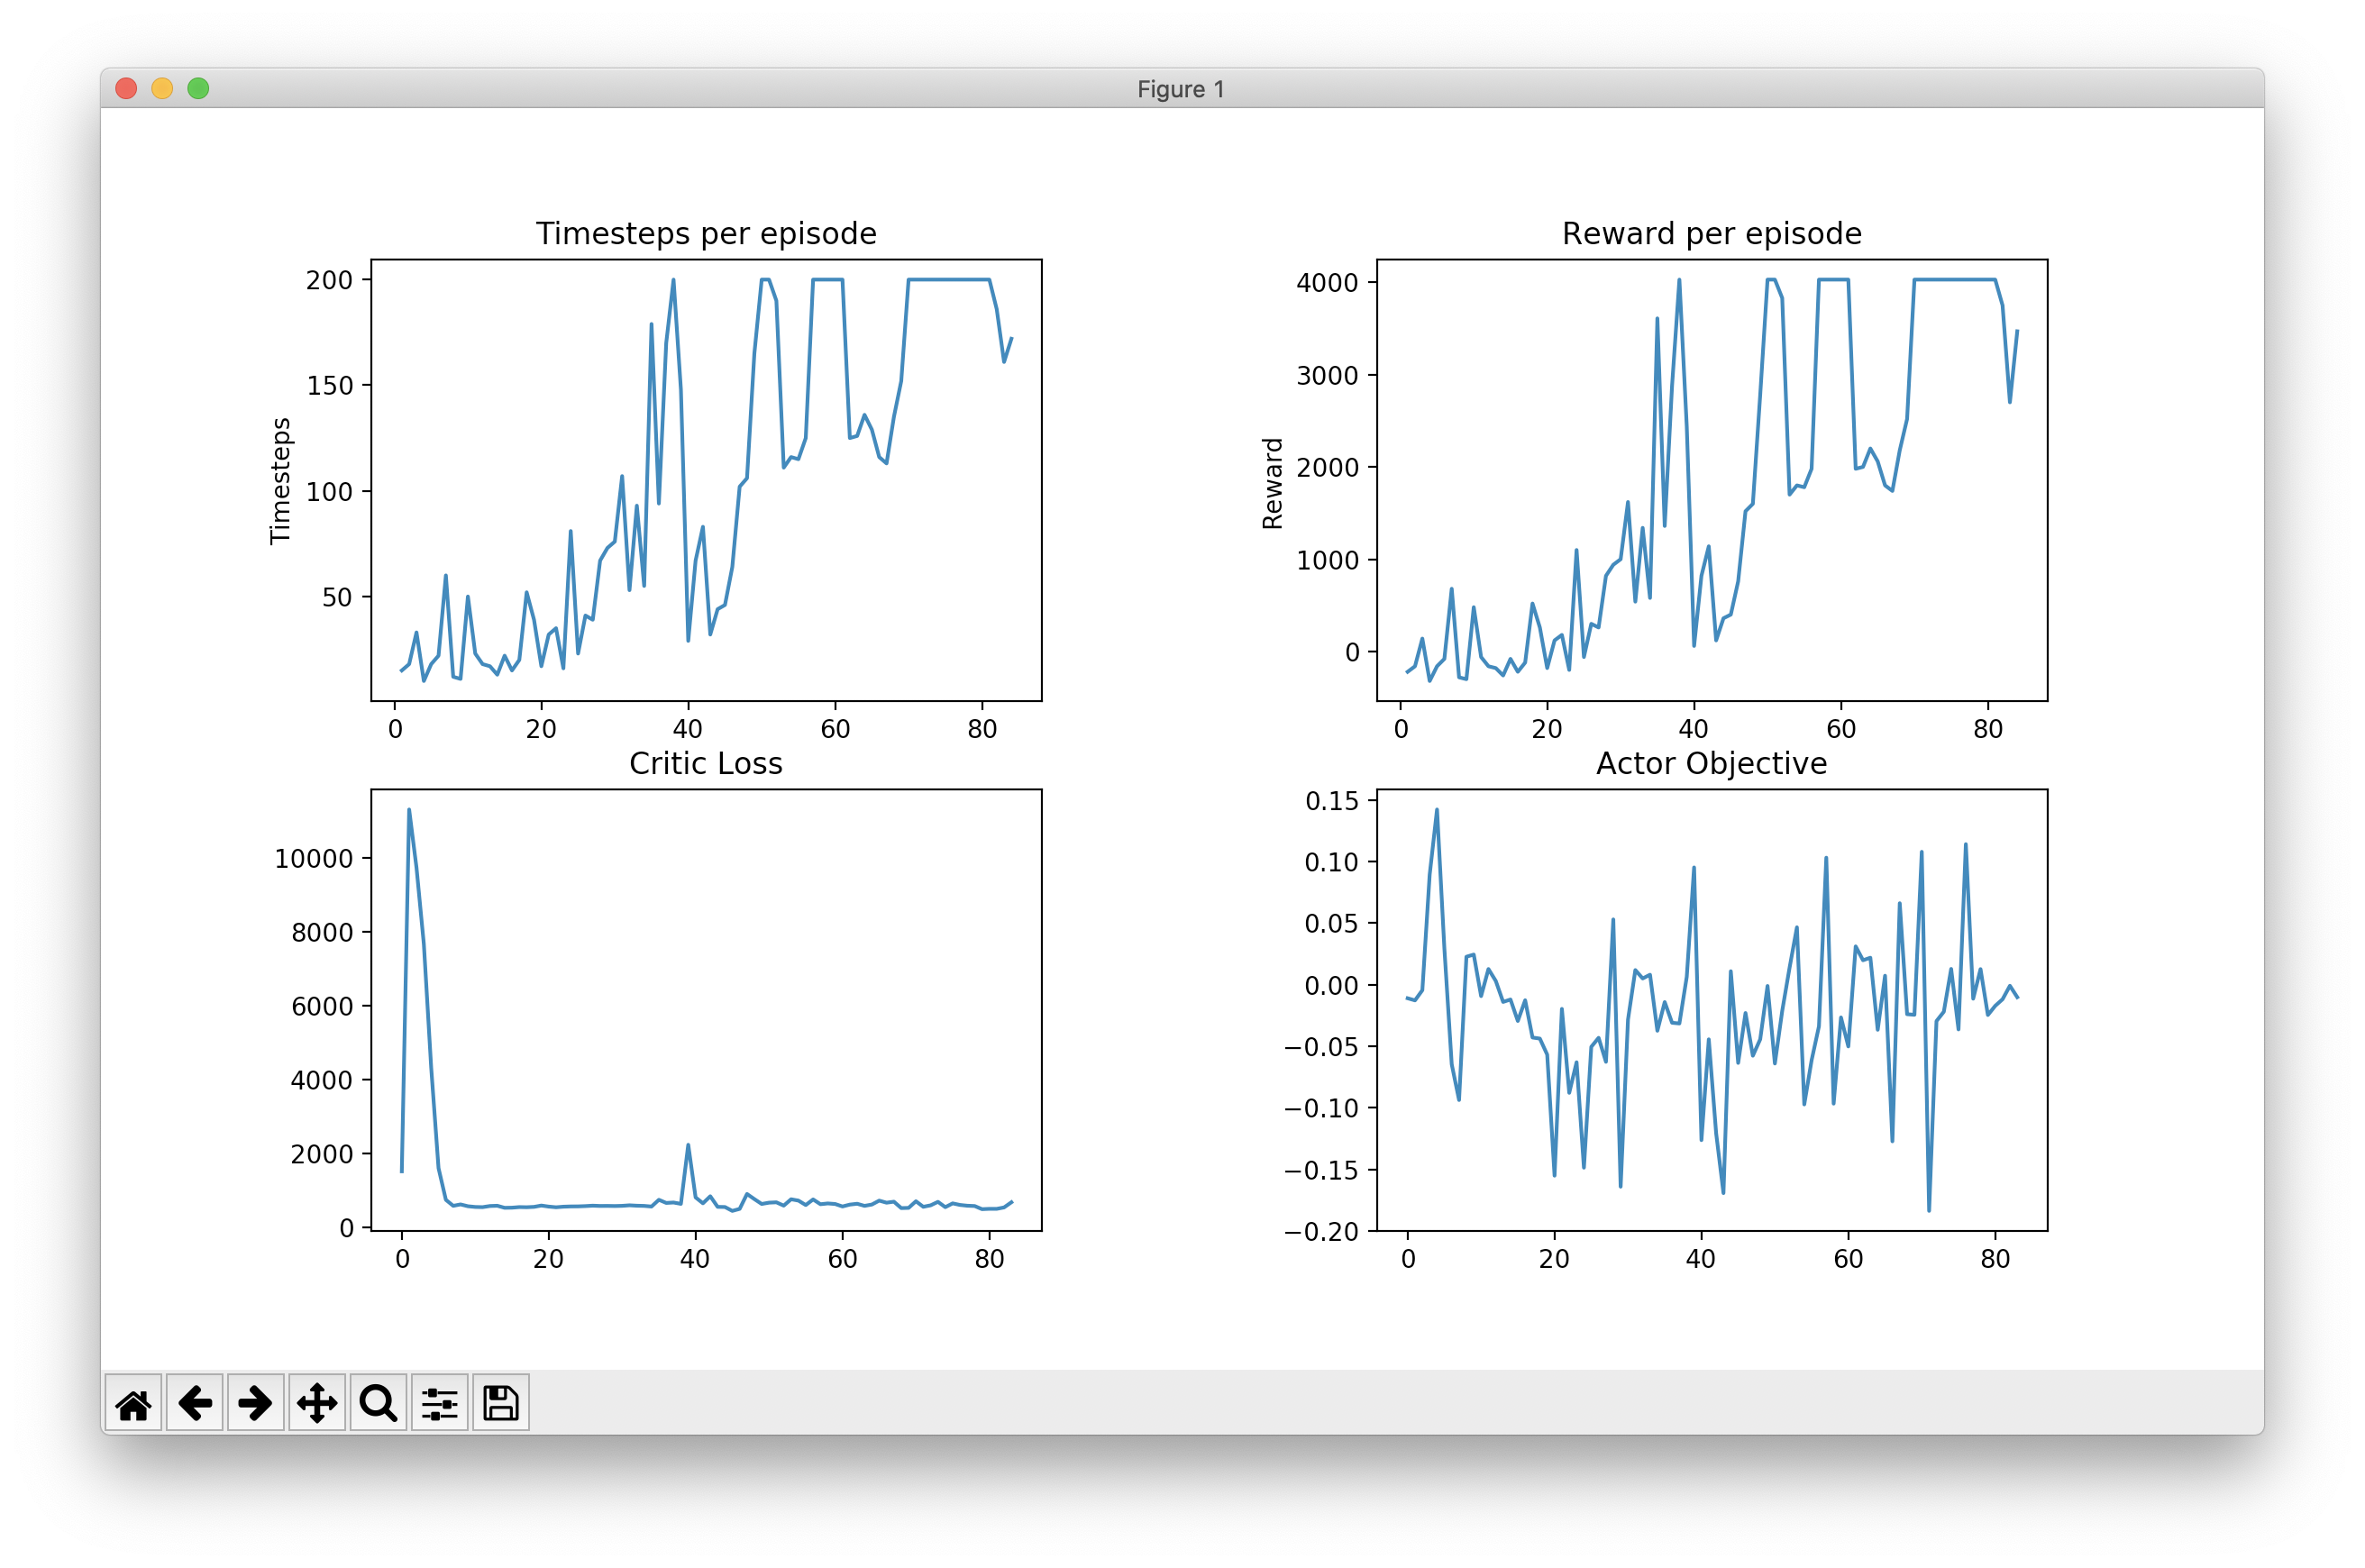 Figure 1
Timesteps per episode
200
150
100
50
Timesteps
0 20 40 60 80
Reward per episode
4000
3000
2000
1000
0
Reward
0 20 40 60 80
Critic Loss
10000
8000
6000
4000
2000
0
0 20 40 60 80
Actor Objective
0.15
0.10
0.05
0.00
−0.05
−0.10
−0.15
−0.20
0 20 40 60 80